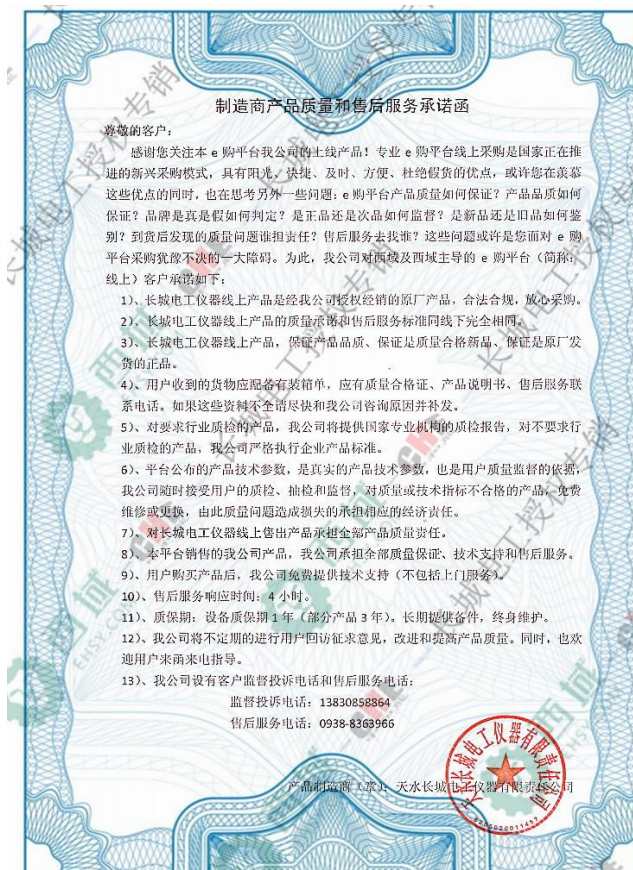 制造商产品质量和售后服务承诺函
尊敬的客户：
感谢您关注本 e 购平台我公司的上线产品！专业 e 购平台线上采购是国家正在推
进的新兴采购模式，具有阳光、快捷、及时、方便、杜绝假货的优点，或许您在羡慕
这些优点的同时，也在思考另外一些问题：e 购平台产品质量如何保证？产品品质如何
保证？品牌是真是假如何判定？是正品还是次品如何监督？是新品还是旧品如何鉴
别？到货后发现的质量问题谁担责任？售后服务去找谁？这些问题或许是您面对 e 购
平台采购犹豫不决的一大障碍。为此，我公司对西域及西域主导的 e 购平台（简称：
线上）客户承诺如下：
1）、长城电工仪器线上产品是经我公司授权经销的原厂产品，合法合规，放心采购。
2）、长城电工仪器线上产品的质量承诺和售后服务标准同线下完全相同。
3）、长城电工仪器线上产品，保证产品品质、保证是质量合格新品、保证是原厂发
货的正品。
4）、用户收到的货物应配备有装箱单，应有质量合格证、产品说明书、售后服务联
系电话。如果这些资料不全请尽快和我公司咨询原因并补发。
5）、对要求行业质检的产品，我公司将提供国家专业机构的质检报告，对不要求行
业质检的产品，我公司严格执行企业产品标准。
6）、平台公布的产品技术参数，是真实的产品技术参数，也是用户质量监督的依据，
我公司随时接受用户的质检、抽检和监督，对质量或技术指标不合格的产品，免费
维修或更换，由此质量问题造成损失的承担相应的经济责任。
7）、对长城电工仪器线上售出产品承担全部产品质量责任。
8）、本平台销售的我公司产品，我公司承担全部质量保证、技术支持和售后服务。
9）、用户购买产品后，我公司免费提供技术支持（不包括上门服务）。
10）、售后服务响应时间：4 小时。
11）、质保期：设备质保期 1 年（部分产品 3 年）。长期提供备件，终身维护。
12）、我公司将不定期的进行用户回访征求意见，改进和提高产品质量。同时，也欢
迎用户来函来电指导。
13）、我公司设有客户监督投诉电话和售后服务电话：
监督投诉电话：13830858864
售后服务电话：0938-8363966
产品制造商（章）：天水长城电工仪器有限责任公司
天水长城电工仪器有限责任公司
6205020011457
长城电工授权专销
西域
EHSY.COM